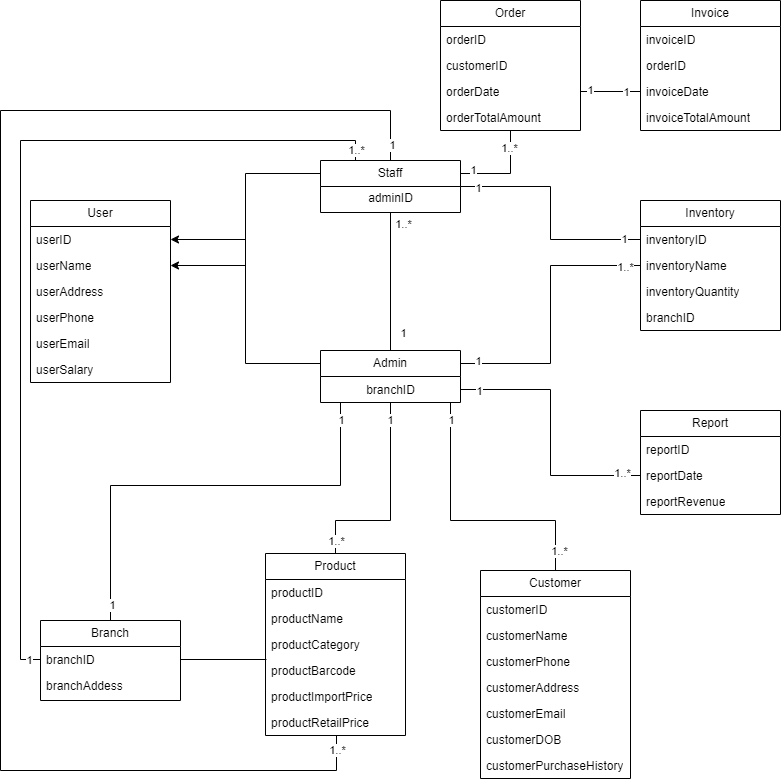 Order
orderID
customerID
orderDate
orderTotalAmount
1..*
Invoice
invoiceID
orderID
invoiceDate
invoiceTotalAmount
1
1
1
1..*
Staff
adminID
1
1
1..*
User
userID
userName
userAddress
userPhone
userEmail
userSalary
Inventory
inventoryID
inventoryName
inventoryQuantity
branchID
1
1..*
1
Admin
branchID
1
1
1
1
1
Report
reportID
reportDate
reportRevenue
1..*
1..*
Product
productID
productName
productCategory
productBarcode
productImportPrice
productRetailPrice
1..*
1..*
Customer
customerID
customerName
customerPhone
customerAddress
customerEmail
customerDOB
customerPurchaseHistory
1
Branch
branchID
branchAddess
1